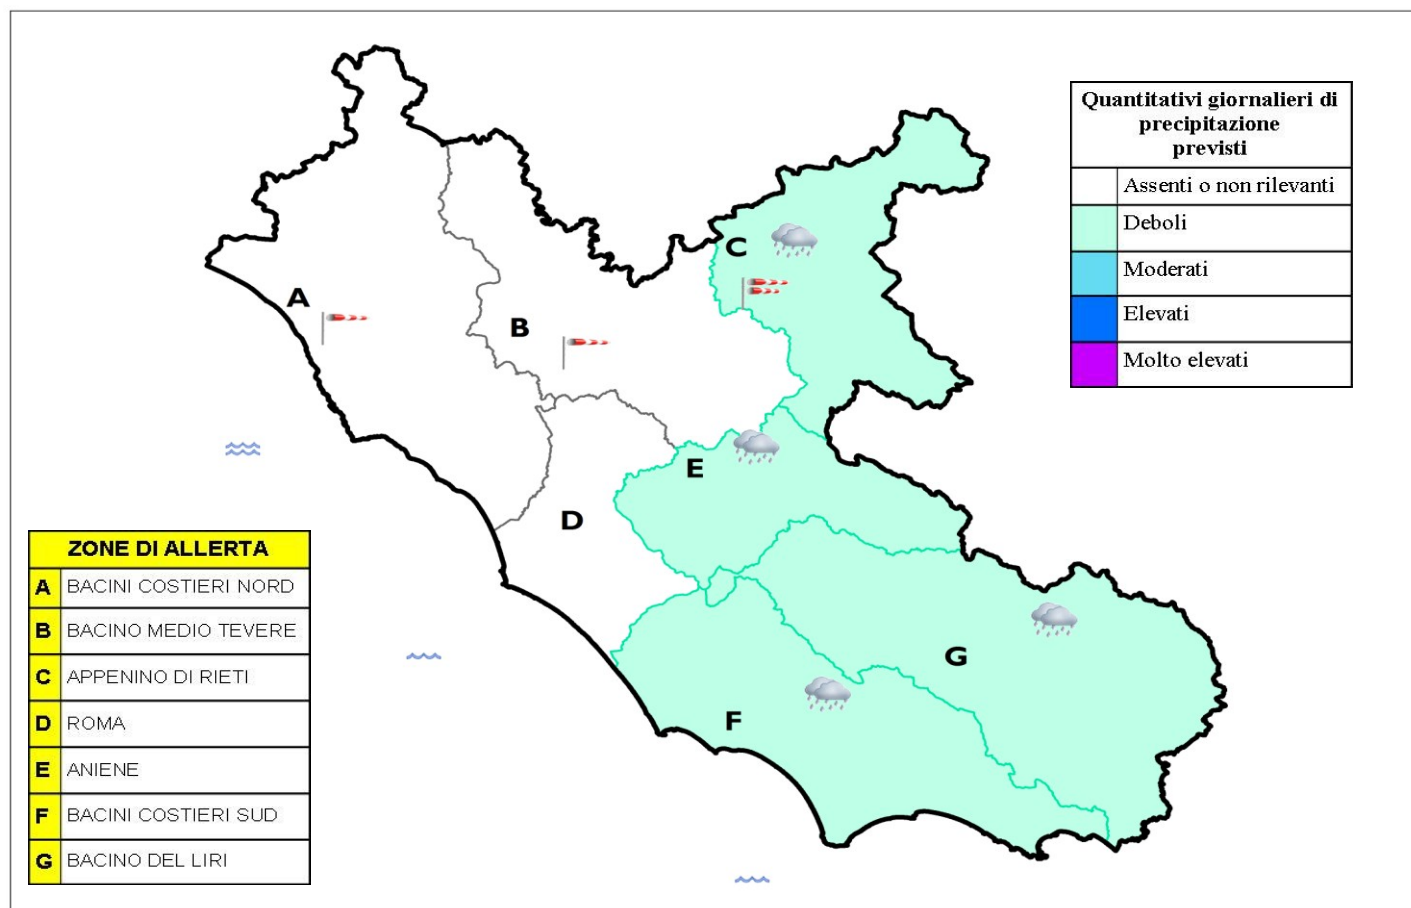 Quantitativi giornalieri di
precipitazione
previsti
Assenti o non rilevanti
Deboli
Moderati
Elevati
Molto elevati
C
A
B
E
D
G
F
ZONE DI ALLERTA
A BACINI COSTIERI NORD
B BACINO MEDIO TEVERE
C APPENINO DI RIETI
D ROMA
E ANIENE
F BACINI COSTIERI SUD
G BACINO DEL LIRI